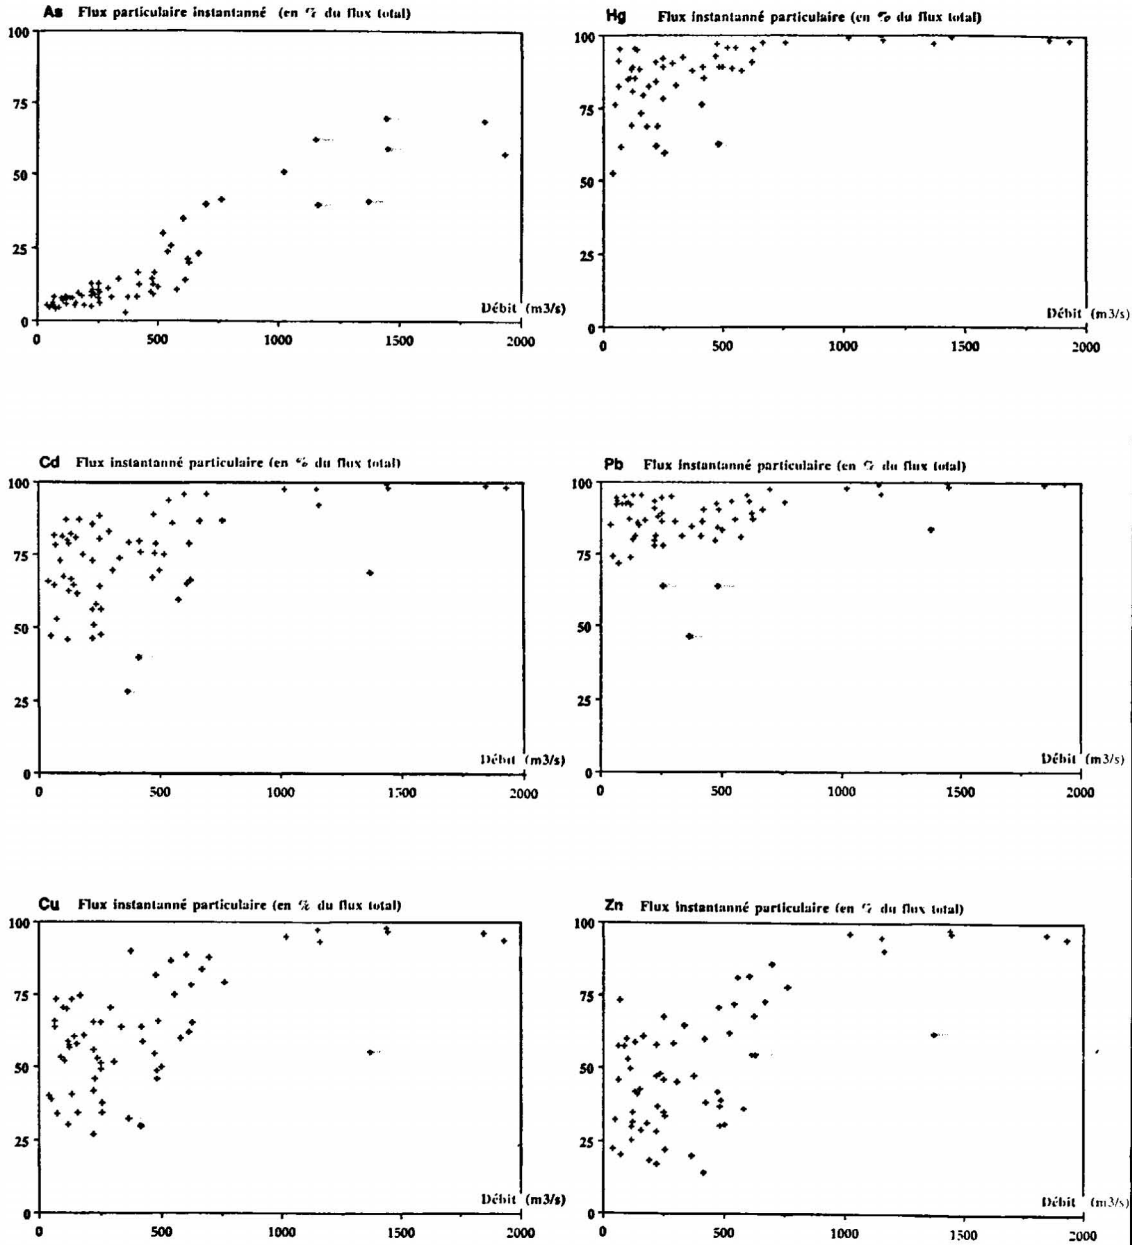 As Flux particulaire instantané (en % du flux total)
100
75
50
25
0
Débit (m3/s)
0 500 1000 1500 2000
Hg Flux instantané particulaire (en % du flux total)
100
75
50
25
0
Débit (m3/s)
0 500 1000 1500 2000
Cd Flux instantanné particulaire (en % du flux total)
100
75
50
25
0
Débit (m3/s)
0 500 1000 1500 2000
Pb Flux instantanné particulaire (en % du flux total)
100
75
50
25
0
Débit (m3/s)
0 500 1000 1500 2000
Cu Flux instantanné particulaire (en % du flux total)
100
75
50
25
0
Débit (m3/s)
0 500 1000 1500 2000
Zn Flux instantanné particulaire (en % du flux total)
100
75
50
25
0
Débit (m3/s)
0 500 1000 1500 2000